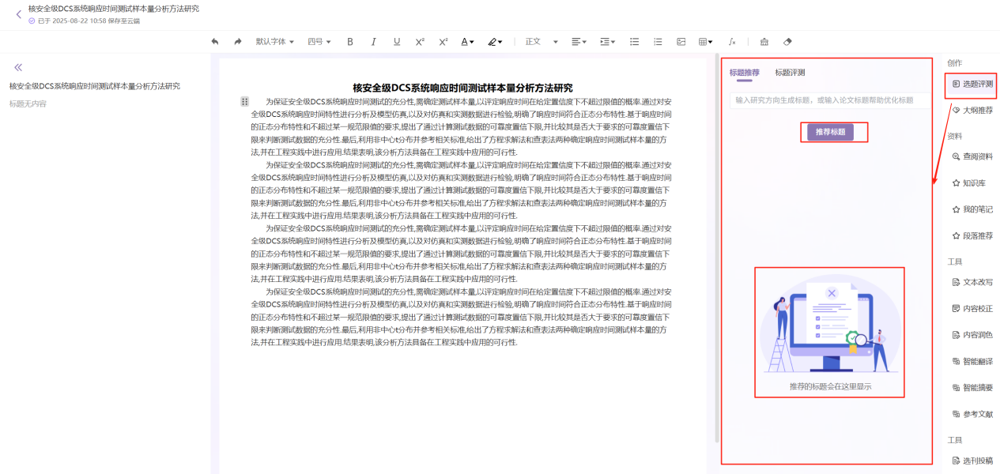 核安全级DCS系统响应时间测试样本量分析方法研究
已于 2025-08-22 10:58 保存至云端
默认字体 四号 B I U X² X² A 正文
核安全级DCS系统响应时间测试样本量分析方法研究
标题无内容
核安全级DCS系统响应时间测试样本量分析方法研究
为保证安全级DCS系统响应时间测试的充分性,需确定测试样本量,以评定响应时间在给定置信度下不超过限值的概率.通过对安
全级DCS系统响应时间特性进行分析及模型仿真,以及对仿真和实测数据进行检验,明确了响应时间符合正态分布特性.基于响应时间
的正态分布特性和不超过某一规范限值的要求,提出了通过计算测试数据的可靠度置信下限,并比较其是否大于要求的可靠度置信下
限来判断测试数据的充分性.最后,利用非中心t分布并参考相关标准,给出了方程求解法和查表法两种确定响应时间测试样本量的方
法,并在工程实践中进行应用.结果表明,该分析方法具备在工程实践中应用的可行性.
为保证安全级DCS系统响应时间测试的充分性,需确定测试样本量,以评定响应时间在给定置信度下不超过限值的概率.通过对安
全级DCS系统响应时间特性进行分析及模型仿真,以及对仿真和实测数据进行检验,明确了响应时间符合正态分布特性.基于响应时间
的正态分布特性和不超过某一规范限值的要求,提出了通过计算测试数据的可靠度置信下限,并比较其是否大于要求的可靠度置信下
限来判断测试数据的充分性.最后,利用非中心t分布并参考相关标准,给出了方程求解法和查表法两种确定响应时间测试样本量的方
法,并在工程实践中进行应用.结果表明,该分析方法具备在工程实践中应用的可行性.
为保证安全级DCS系统响应时间测试的充分性,需确定测试样本量,以评定响应时间在给定置信度下不超过限值的概率.通过对安
全级DCS系统响应时间特性进行分析及模型仿真,以及对仿真和实测数据进行检验,明确了响应时间符合正态分布特性.基于响应时间
的正态分布特性和不超过某一规范限值的要求,提出了通过计算测试数据的可靠度置信下限,并比较其是否大于要求的可靠度置信下
限来判断测试数据的充分性.最后,利用非中心t分布并参考相关标准,给出了方程求解法和查表法两种确定响应时间测试样本量的方
法,并在工程实践中进行应用.结果表明,该分析方法具备在工程实践中应用的可行性.
为保证安全级DCS系统响应时间测试的充分性,需确定测试样本量,以评定响应时间在给定置信度下不超过限值的概率.通过对安
全级DCS系统响应时间特性进行分析及模型仿真,以及对仿真和实测数据进行检验,明确了响应时间符合正态分布特性.基于响应时间
的正态分布特性和不超过某一规范限值的要求,提出了通过计算测试数据的可靠度置信下限,并比较其是否大于要求的可靠度置信下
限来判断测试数据的充分性.最后,利用非中心t分布并参考相关标准,给出了方程求解法和查表法两种确定响应时间测试样本量的方
法,并在工程实践中进行应用.结果表明,该分析方法具备在工程实践中应用的可行性.
标题推荐 标题评测
输入研究方向生成标题，或输入论文标题帮助优化标题
推荐标题
推荐的标题会在这里显示
创作
选题评测
大纲推荐
资料
查阅资料
知识库
我的笔记
段落推荐
工具
文本改写
内容校正
内容润色
智能翻译
智能摘要
参考文献
工具
选刊投稿